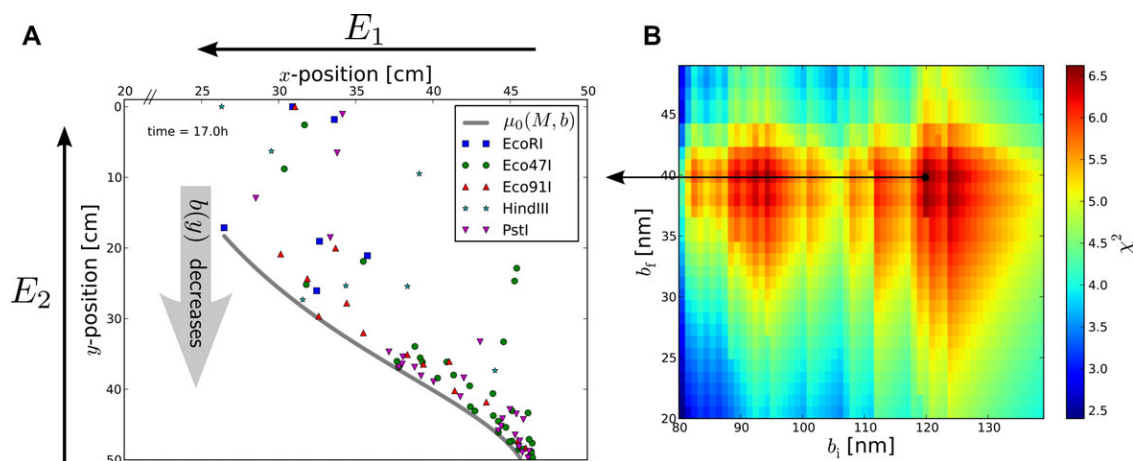 A
E₁
x-position [cm]
20 25 30 35 40 45 50
0
10
20
30
40
50
y-position [cm]
E₂
time = 17.0h
b(y) decreases
μ₀(M, b)
EcoRI
Eco47I
Eco91I
HindIII
PstI
B
45
40
35
30
25
20
b_f [nm]
80 90 100 110 120 130
b_i [nm]
6.5
6.0
5.5
5.0
4.5
4.0
3.5
3.0
2.5
χ²